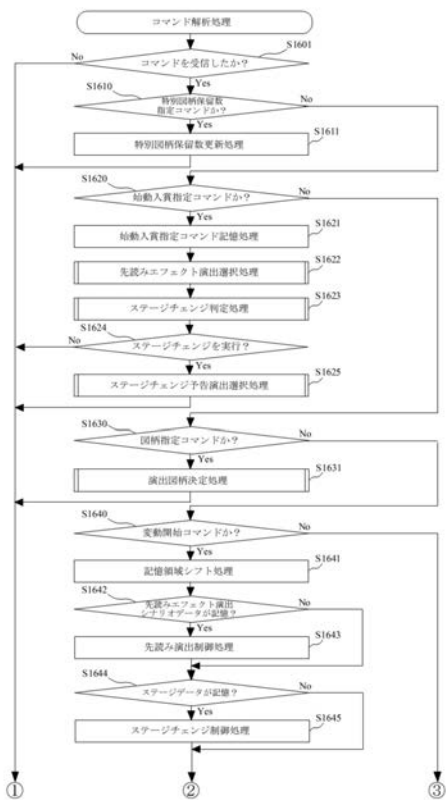 コマンド解析処理
S1601
No
コマンドを受信したか？
Yes
S1610
特別図柄保留数
指定コマンドか？
No
Yes
S1611
特別図柄保留数更新処理
S1620
始動入賞指定コマンドか？
No
Yes
S1621
始動入賞指定コマンド記憶処理
S1622
先読みエフェクト演出選択処理
S1623
ステージチェンジ判定処理
S1624
No
ステージチェンジを実行？
Yes
S1625
ステージチェンジ予告演出選択処理
S1630
図柄指定コマンドか？
No
Yes
S1631
演出図柄決定処理
S1640
変動開始コマンドか？
No
Yes
S1641
記憶領域シフト処理
S1642
先読みエフェクト演出
シナリオデータが記憶？
No
Yes
S1643
先読み演出制御処理
S1644
ステージデータが記憶？
No
Yes
S1645
ステージチェンジ制御処理
① ② ③